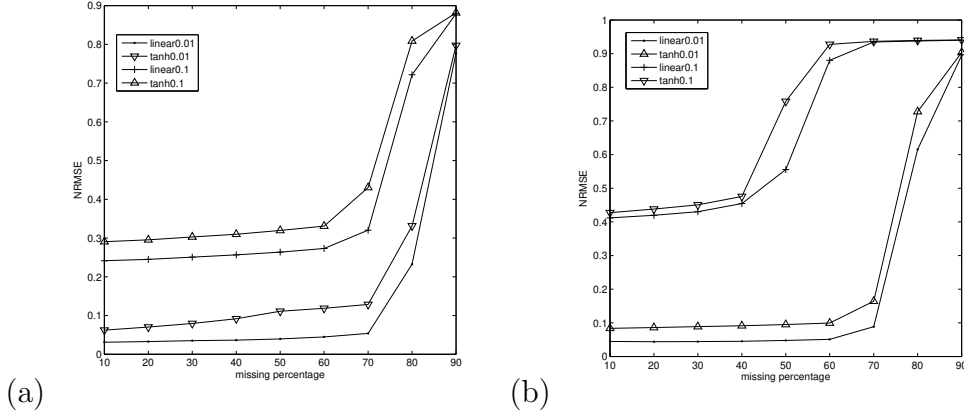 0.9
0.8
0.7
0.6
0.5
0.4
0.3
0.2
0.1
0
NRMSE
linear0.01
tanh0.01
linear0.1
tanh0.1
10 20 30 40 50 60 70 80 90
missing percentage
(a)
1
0.9
0.8
0.7
0.6
0.5
0.4
0.3
0.2
0.1
0
NRMSE
linear0.01
tanh0.01
linear0.1
tanh0.1
10 20 30 40 50 60 70 80 90
missing percentage
(b)